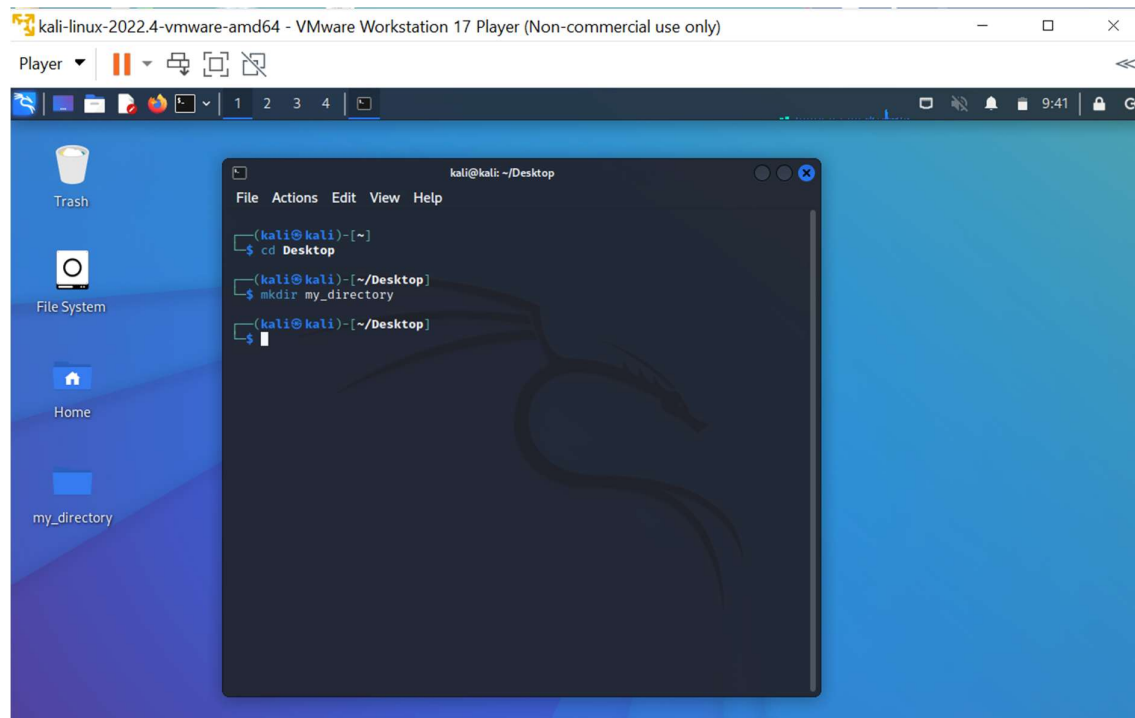 kali-linux-2022.4-vmware-amd64 - VMware Workstation 17 Player (Non-commercial use only)
Player
1 2 3 4
9:41
Trash
File System
Home
my_directory
kali@kali: ~/Desktop
File Actions Edit View Help
┌──(kali㉿kali)-[~]
└─$ cd Desktop
┌──(kali㉿kali)-[~/Desktop]
└─$ mkdir my_directory
┌──(kali㉿kali)-[~/Desktop]
└─$